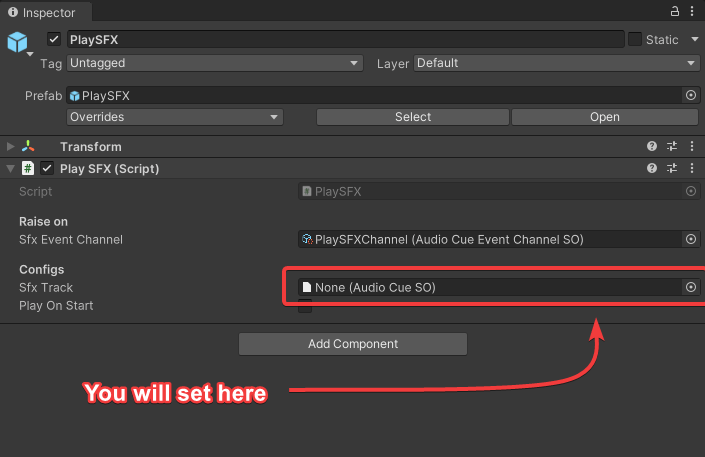 Inspector
PlaySFX Static
Tag Untagged Layer Default
Prefab PlaySFX
Overrides Select Open
Transform
# Play SFX (Script)
Script # PlaySFX
Raise on
Sfx Event Channel PlaySFXChannel (Audio Cue Event Channel SO)
Configs
Sfx Track None (Audio Cue SO)
Play On Start
Add Component
You will set here